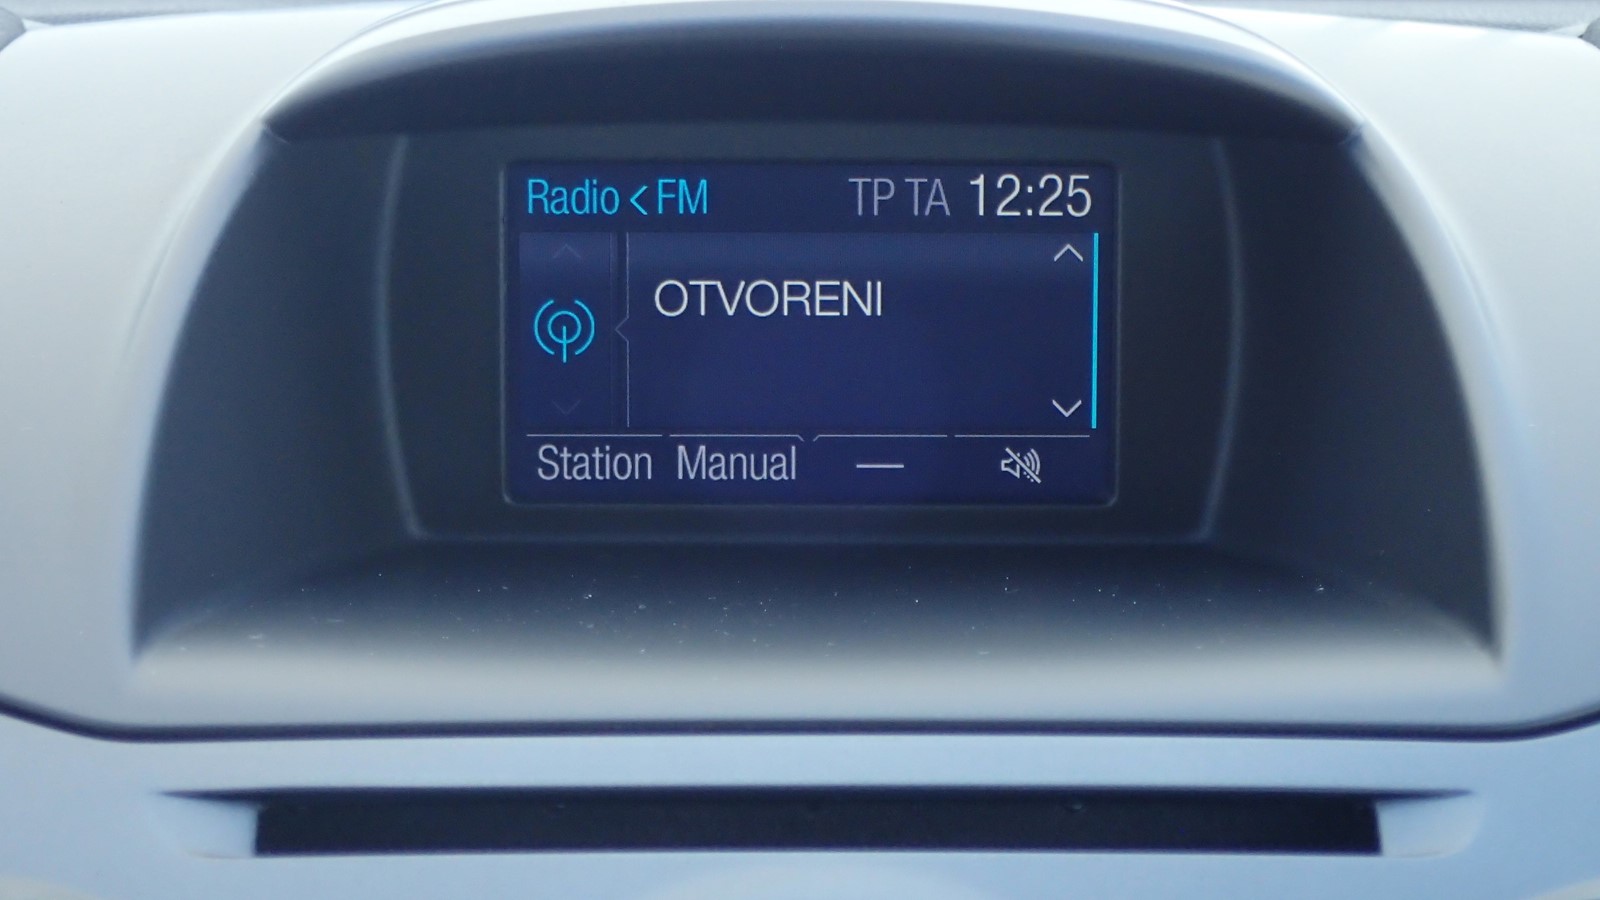 Radio < FM TP TA 12:25
OTVORENI
Station Manual —